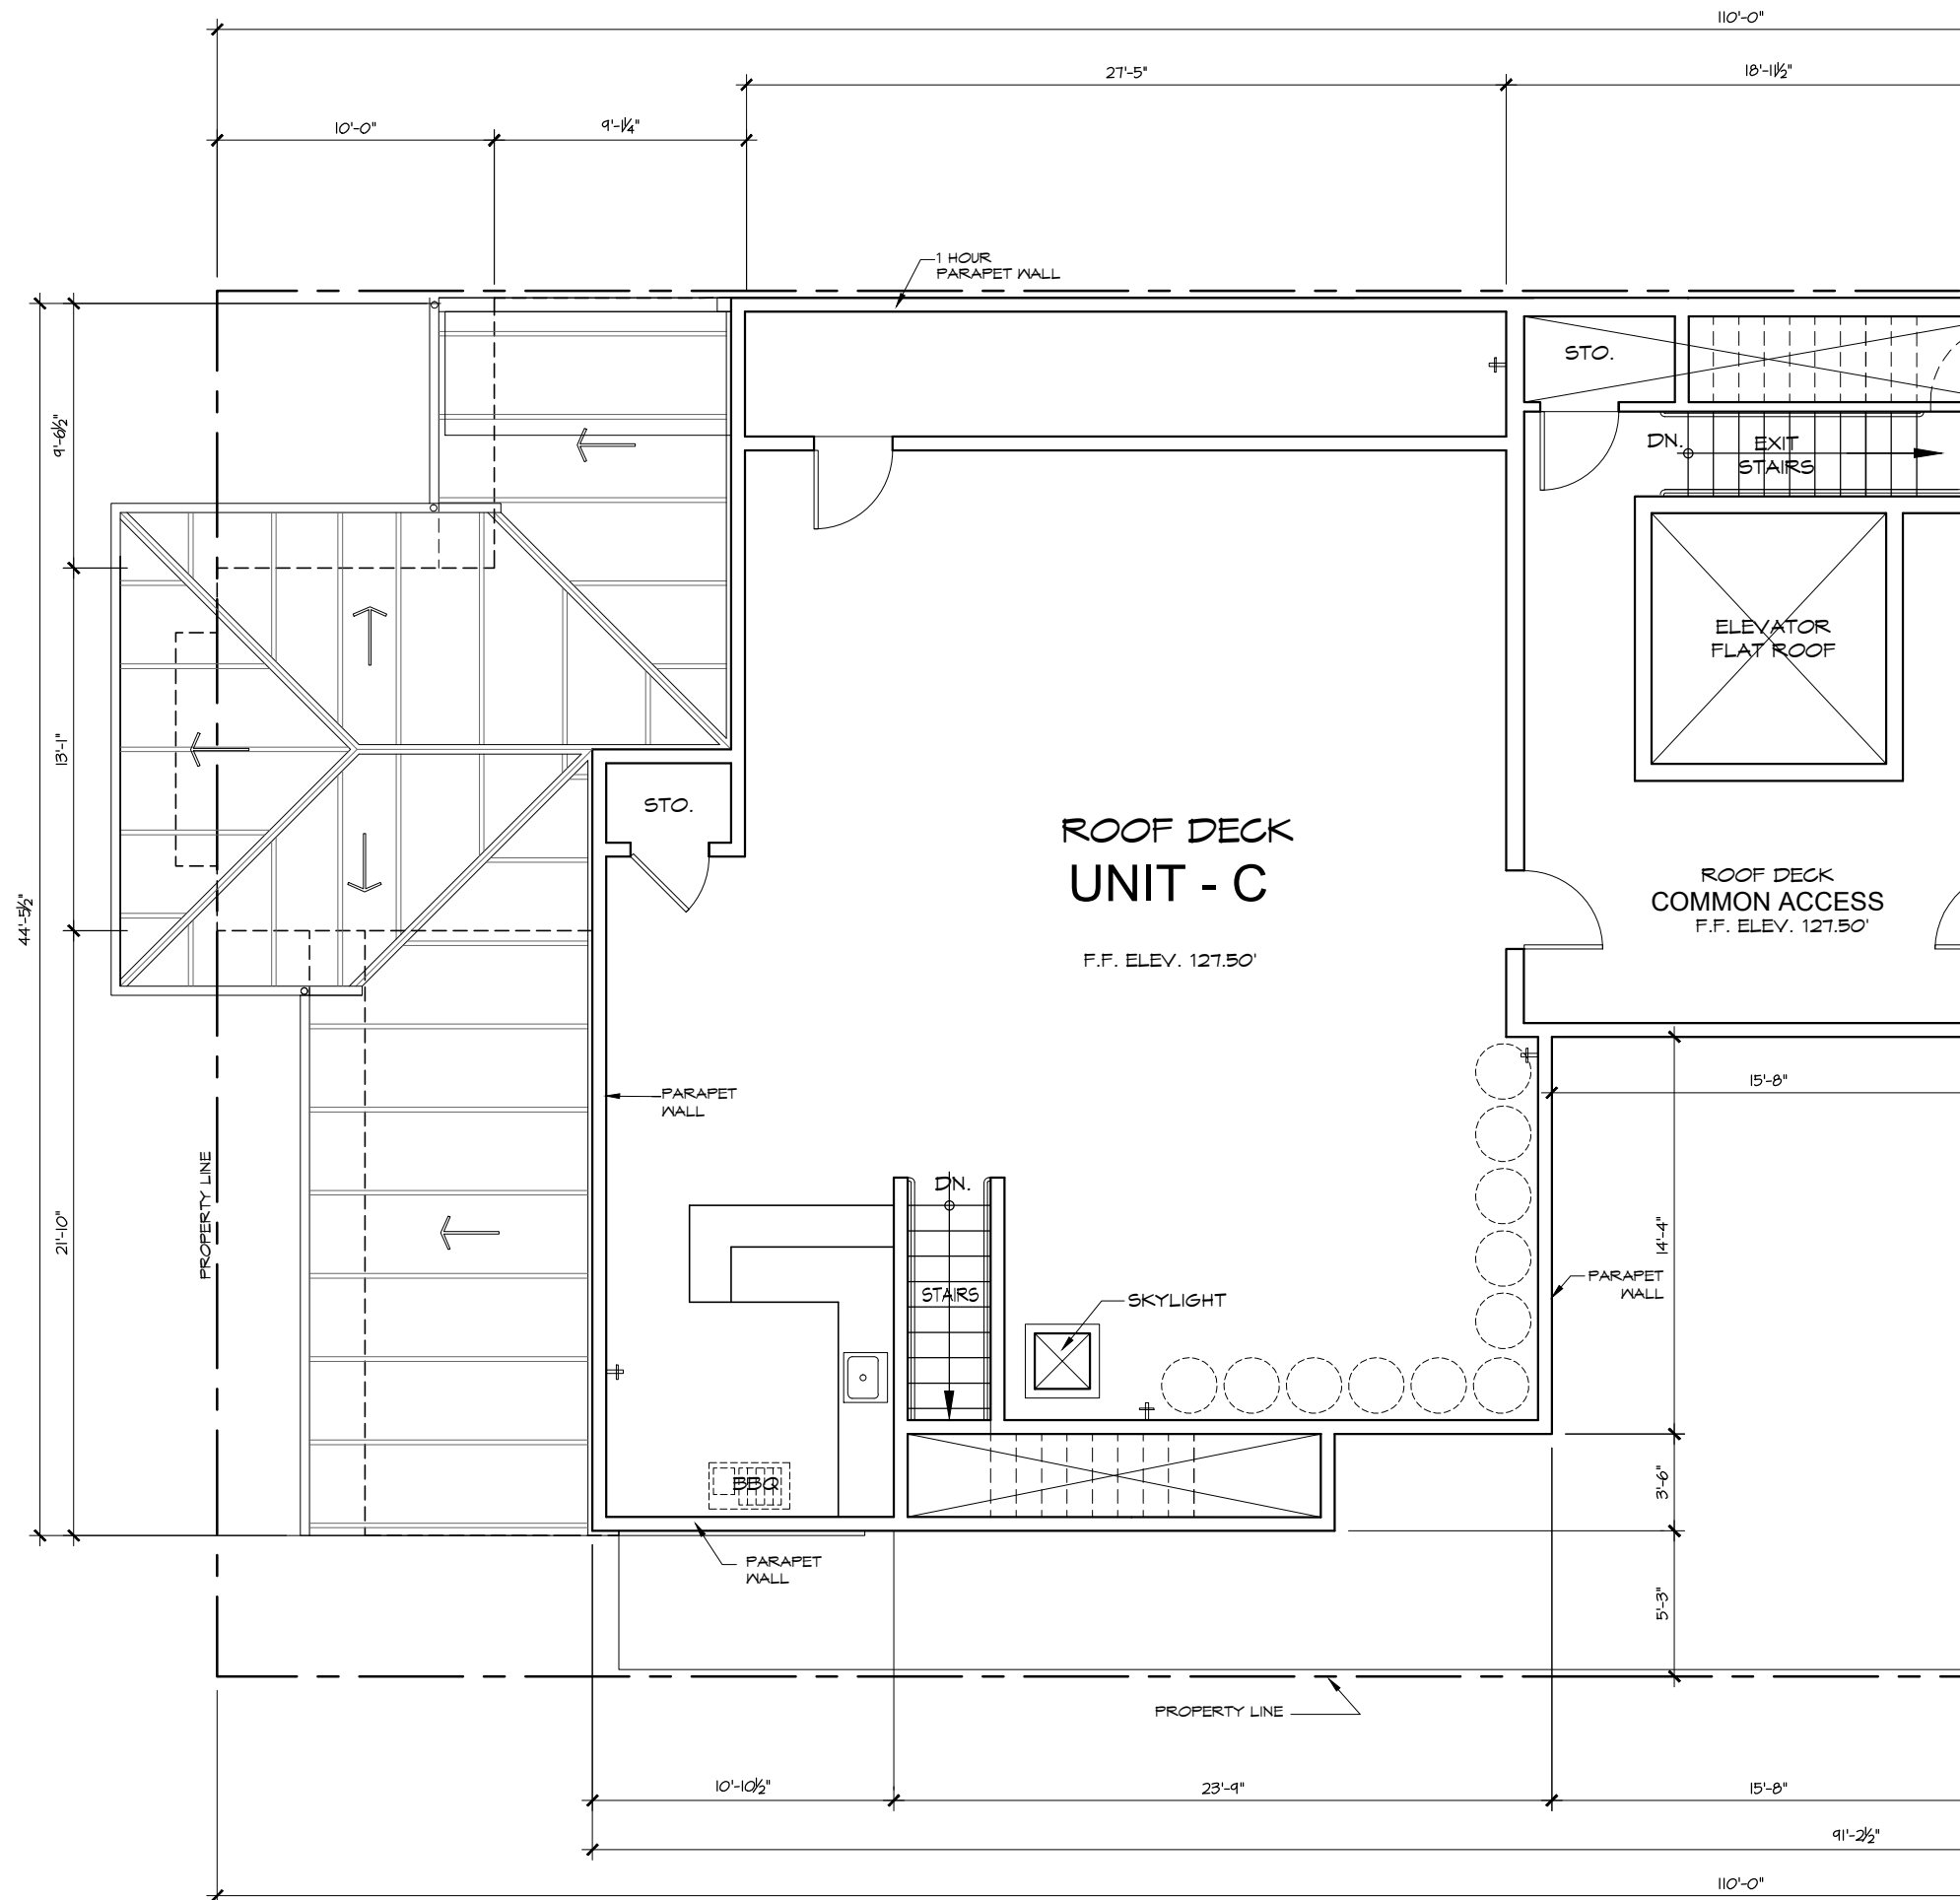 110'-0"
27'-5"
18'-11½"
10'-0"
9'-1¼"
1 HOUR
PARAPET WALL
STO.
9'-6½"
DN.
EXIT
STAIRS
ELEVATOR
FLAT ROOF
13'-1"
STO.
ROOF DECK
UNIT - C
F.F. ELEV. 127.50'
ROOF DECK
COMMON ACCESS
F.F. ELEV. 127.50'
44'-5½"
15'-8"
PARAPET
WALL
PROPERTY LINE
21'-10"
DN.
STAIRS
SKYLIGHT
14'-4"
PARAPET
WALL
BBQ
3'-6"
PARAPET
WALL
5'-3"
PROPERTY LINE
10'-10½"
23'-9"
15'-8"
91'-2½"
110'-0"